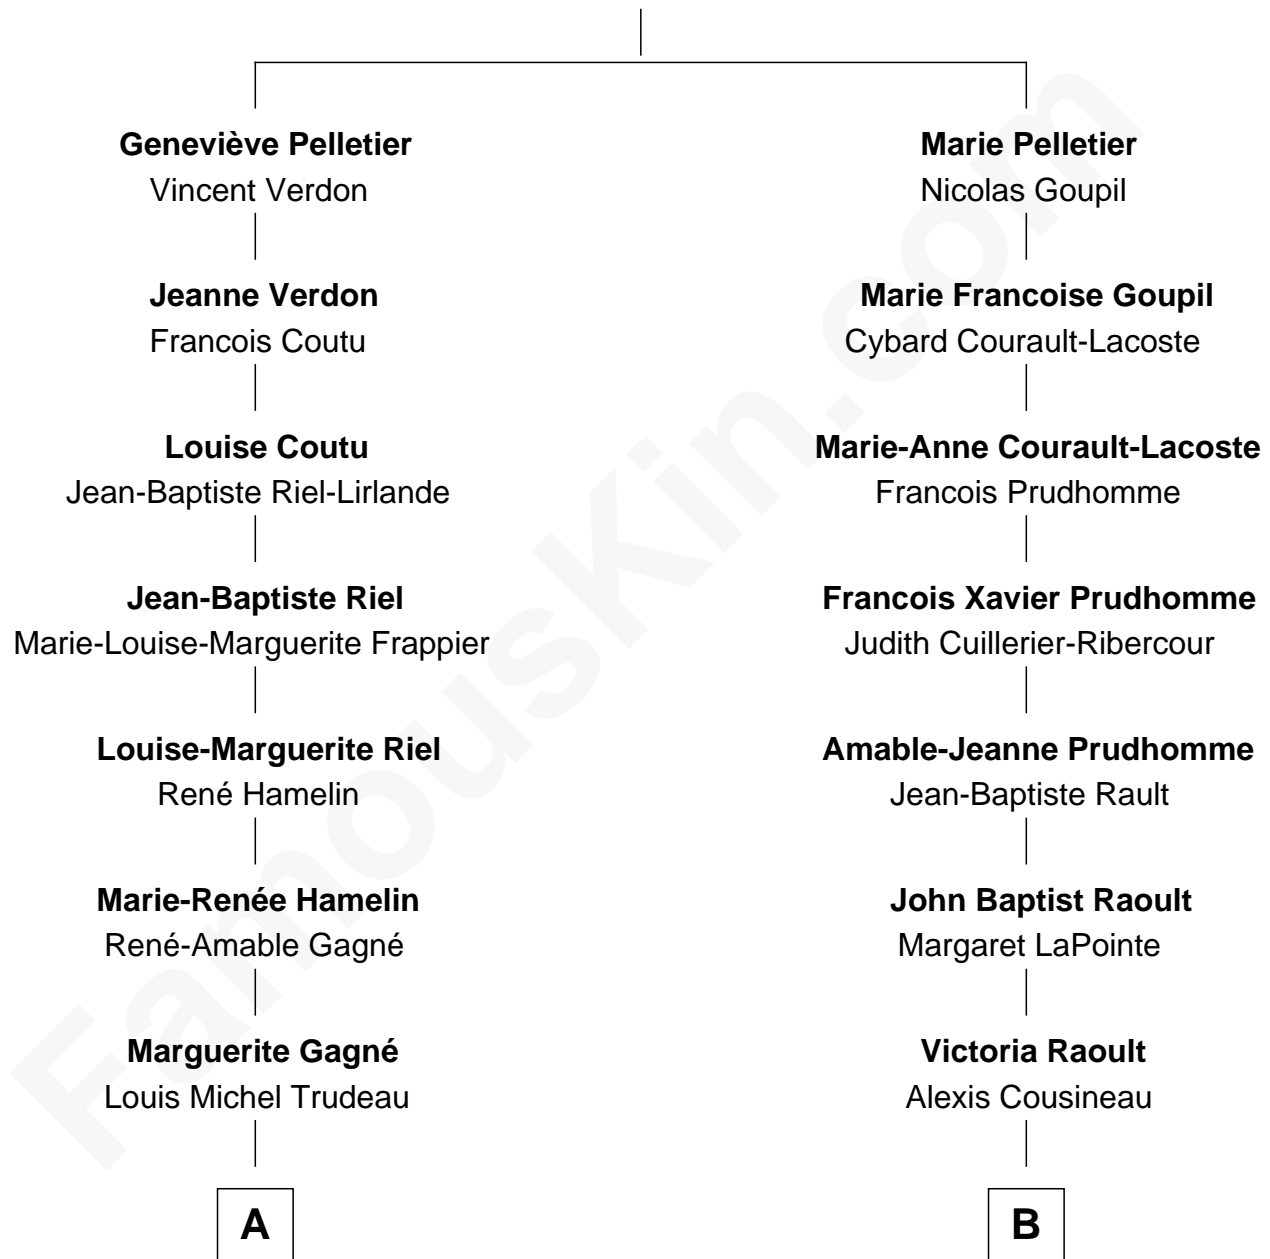 Geneviève Pelletier
Vincent Verdon
Jeanne Verdon
Francois Coutu
Louise Coutu
Jean-Baptiste Riel-Lirlande
Jean-Baptiste Riel
Marie-Louise-Marguerite Frappier
Louise-Marguerite Riel
René Hamelin
Marie-Renée Hamelin
René-Amable Gagné
Marguerite Gagné
Louis Michel Trudeau
A
Marie Pelletier
Nicolas Goupil
Marie Francoise Goupil
Cybard Courault-Lacoste
Marie-Anne Courault-Lacoste
Francois Prudhomme
Francois Xavier Prudhomme
Judith Cuillerier-Ribercour
Amable-Jeanne Prudhomme
Jean-Baptiste Rault
John Baptist Raoult
Margaret LaPointe
Victoria Raoult
Alexis Cousineau
B
FamousKin.com